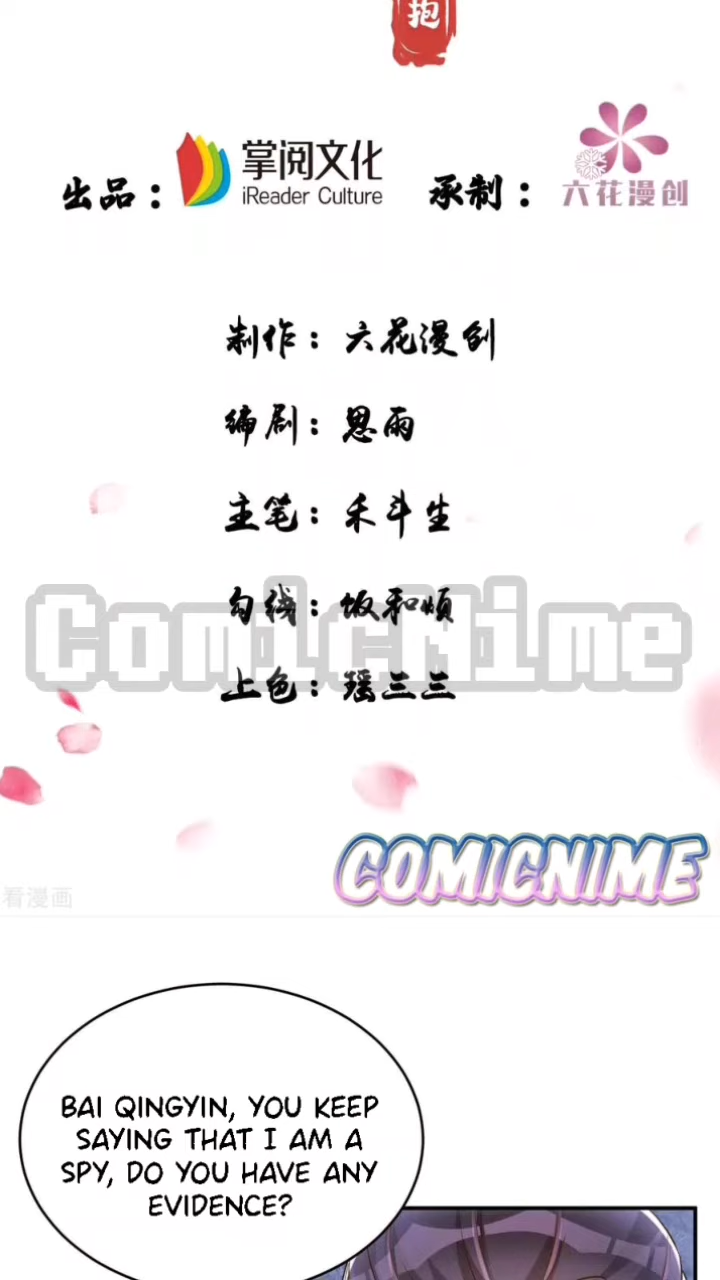 抱
出品：
掌阅文化
iReader Culture
承制：
六花漫创
制作：六花漫创
编剧：思雨
主笔：禾斗生
勾线：饭和烦
上色：瑶三三
ComicNime
COMICNIME
看漫画
BAI QINGYIN, YOU KEEP
SAYING THAT I AM A
SPY, DO YOU HAVE ANY
EVIDENCE?